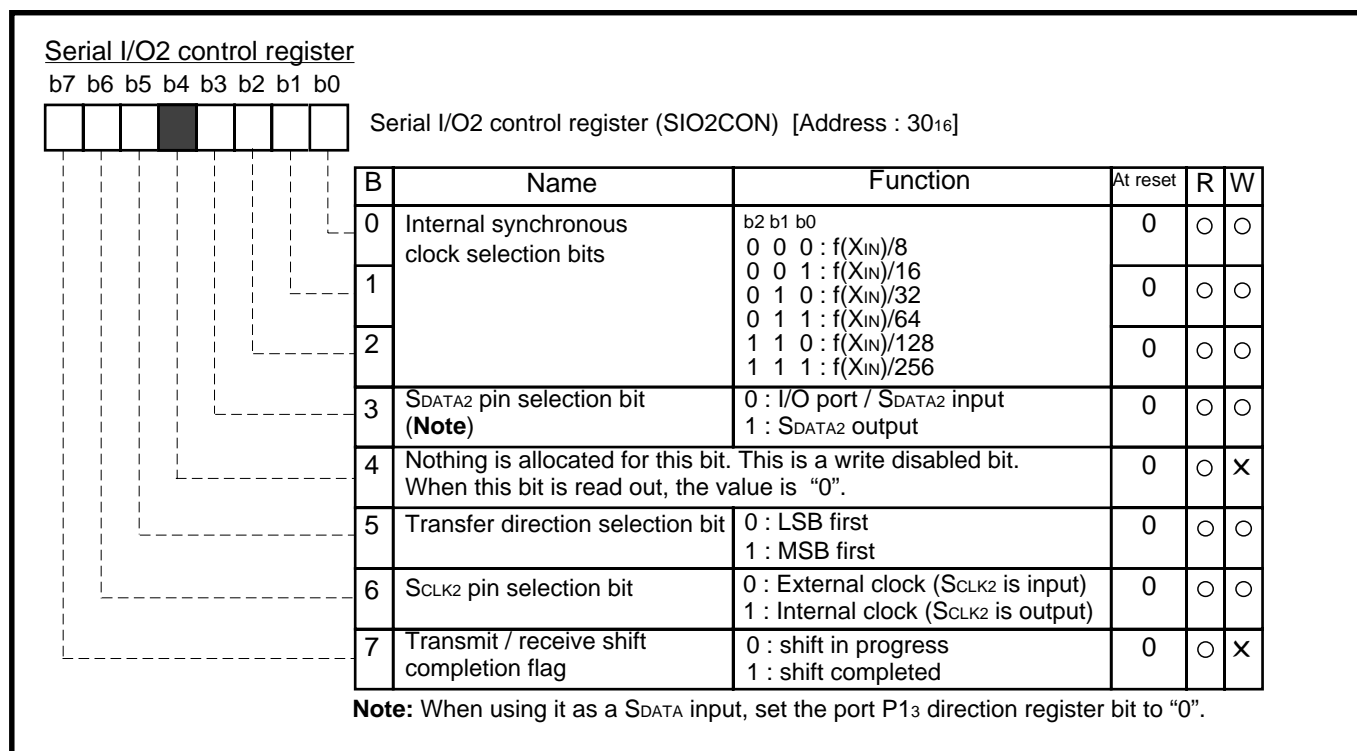 Serial I/O2 control register
b7 b6 b5 b4 b3 b2 b1 b0
Serial I/O2 control register (SIO2CON) [Address : 3016]
B Name Function At reset R W
0 Internal synchronous clock selection bits b2 b1 b0 0 ○ ○
0 0 0 : f(XIN)/8
0 0 1 : f(XIN)/16
1 0 1 0 : f(XIN)/32 0 ○ ○
0 1 1 : f(XIN)/64
2 1 1 0 : f(XIN)/128 0 ○ ○
1 1 1 : f(XIN)/256
3 SDATA2 pin selection bit 0 : I/O port / SDATA2 input 0 ○ ○
(Note) 1 : SDATA2 output
4 Nothing is allocated for this bit. This is a write disabled bit. 0 ○ ×
When this bit is read out, the value is “0”.
5 Transfer direction selection bit 0 : LSB first 0 ○ ○
1 : MSB first
6 SCLK2 pin selection bit 0 : External clock (SCLK2 is input) 0 ○ ○
1 : Internal clock (SCLK2 is output)
7 Transmit / receive shift 0 : shift in progress 0 ○ ×
completion flag 1 : shift completed
Note: When using it as a SDATA input, set the port P13 direction register bit to “0”.